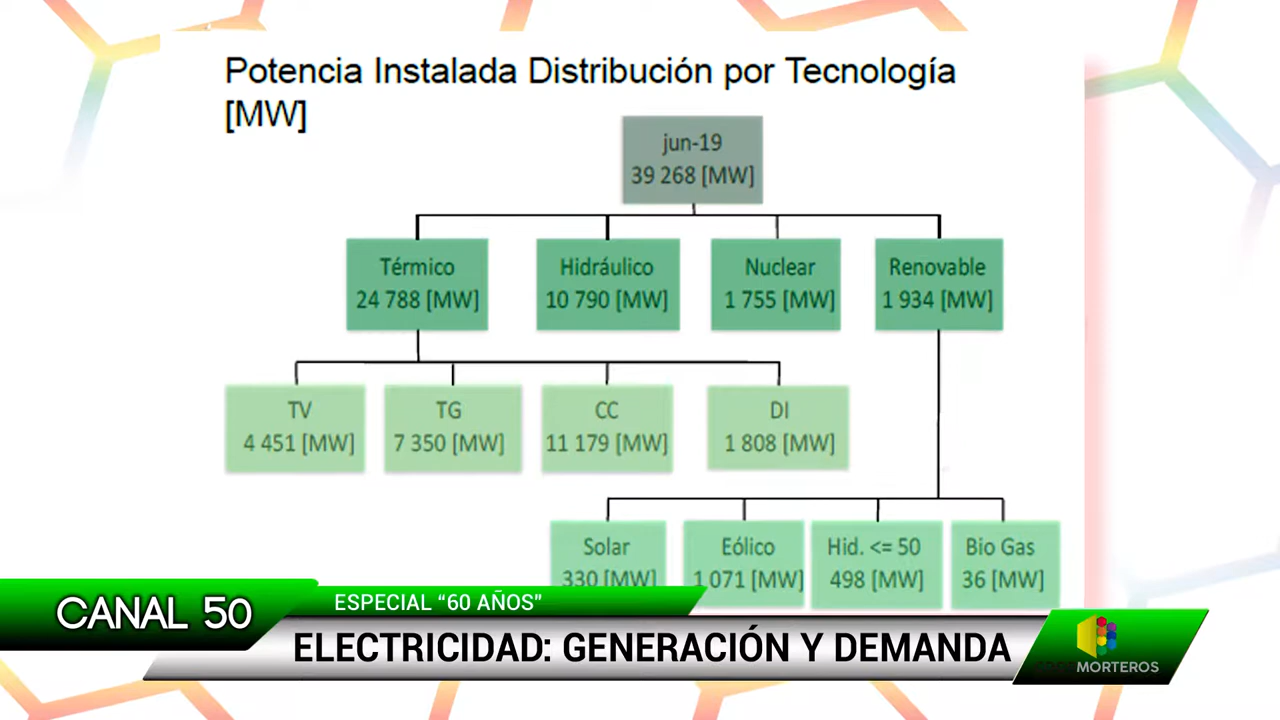 Potencia Instalada Distribución por Tecnología
[MW]
jun-19
39 268 [MW]
Térmico
24 788 [MW]
Hidráulico
10 790 [MW]
Nuclear
1 755 [MW]
Renovable
1 934 [MW]
TV
4 451 [MW]
TG
7 350 [MW]
CC
11 179 [MW]
DI
1 808 [MW]
Solar
330 [MW]
Eólico
1 071 [MW]
Hid. <= 50
498 [MW]
Bio Gas
36 [MW]
CANAL 50
ESPECIAL “60 AÑOS”
ELECTRICIDAD: GENERACIÓN Y DEMANDA
MORTEROS